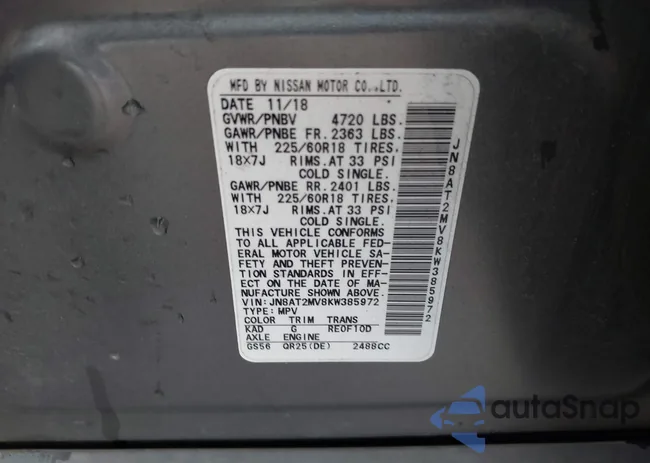 MFD BY NISSAN MOTOR CO.,LTD.
DATE 11/18
GVWR/PNBV 4720 LBS.
GAWR/PNBE FR. 2363 LBS.
WITH 225/60R18 TIRES.
18X7J RIMS.AT 33 PSI
COLD SINGLE.
GAWR/PNBE RR. 2401 LBS.
WITH 225/60R18 TIRES.
18X7J RIMS.AT 33 PSI
COLD SINGLE.
THIS VEHICLE CONFORMS
TO ALL APPLICABLE FED-
ERAL MOTOR VEHICLE SA-
FETY AND THEFT PREVEN-
TION STANDARDS IN EFF-
ECT ON THE DATE OF MA-
NUFACTURE SHOWN ABOVE.
VIN:JN8AT2MV8KW385972
TYPE:MPV
COLOR TRIM TRANS
KAD G RE0F10D
AXLE ENGINE
GS56 QR25(DE) 2488CC
JN8AT2MV8KW385972
autoSnap